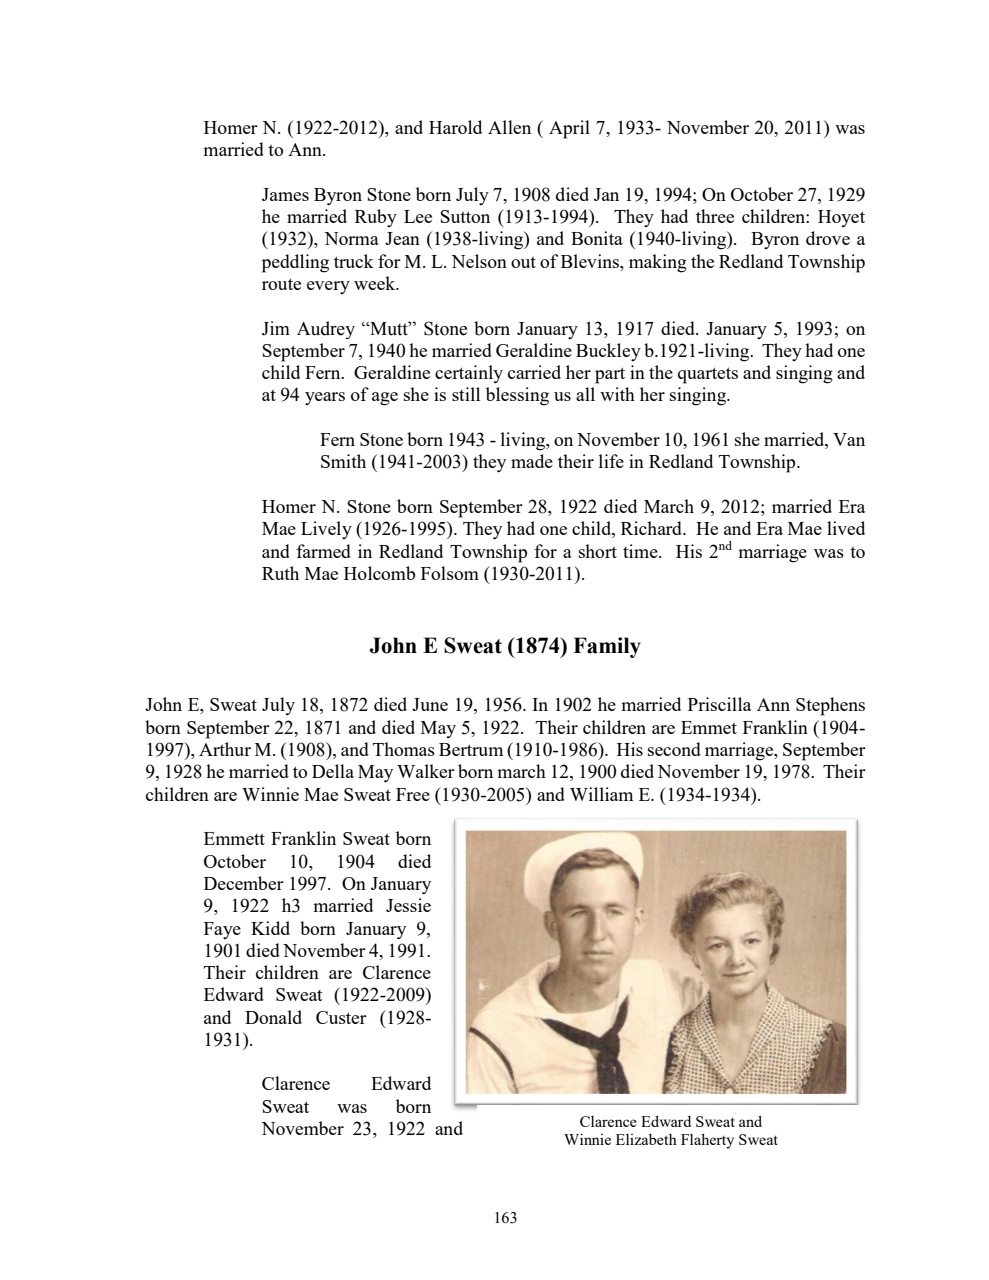 Homer N. (1922-2012), and Harold Allen ( April 7, 1933- November 20, 2011) was
married to Ann.
James Byron Stone born July 7, 1908 died Jan 19, 1994; On October 27, 1929
he married Ruby Lee Sutton (1913-1994).  They had three children: Hoyet
(1932), Norma Jean (1938-living) and Bonita (1940-living).  Byron drove a
peddling truck for M. L. Nelson out of Blevins, making the Redland Township
route every week.
Jim Audrey “Mutt” Stone born January 13, 1917 died. January 5, 1993; on
September 7, 1940 he married Geraldine Buckley b.1921-living.  They had one
child Fern.  Geraldine certainly carried her part in the quartets and singing and
at 94 years of age she is still blessing us all with her singing.
Fern Stone born 1943 - living, on November 10, 1961 she married, Van
Smith (1941-2003) they made their life in Redland Township.
Homer N. Stone born September 28, 1922 died March 9, 2012; married Era
Mae Lively (1926-1995). They had one child, Richard.  He and Era Mae lived
and farmed in Redland Township for a short time.  His 2nd marriage was to
Ruth Mae Holcomb Folsom (1930-2011).
John E Sweat (1874) Family
John E, Sweat July 18, 1872 died June 19, 1956. In 1902 he married Priscilla Ann Stephens
born September 22, 1871 and died May 5, 1922.  Their children are Emmet Franklin (1904-
1997), Arthur M. (1908), and Thomas Bertrum (1910-1986).  His second marriage, September
9, 1928 he married to Della May Walker born march 12, 1900 died November 19, 1978.  Their
children are Winnie Mae Sweat Free (1930-2005) and William E. (1934-1934).
Emmett Franklin Sweat born
October 10, 1904 died
December 1997.  On January
9, 1922 h3 married Jessie
Faye Kidd born January 9,
1901 died November 4, 1991.
Their children are Clarence
Edward Sweat (1922-2009)
and Donald Custer (1928-
1931).
Clarence Edward
Sweat was born
November 23, 1922 and
Clarence Edward Sweat and
Winnie Elizabeth Flaherty Sweat
163